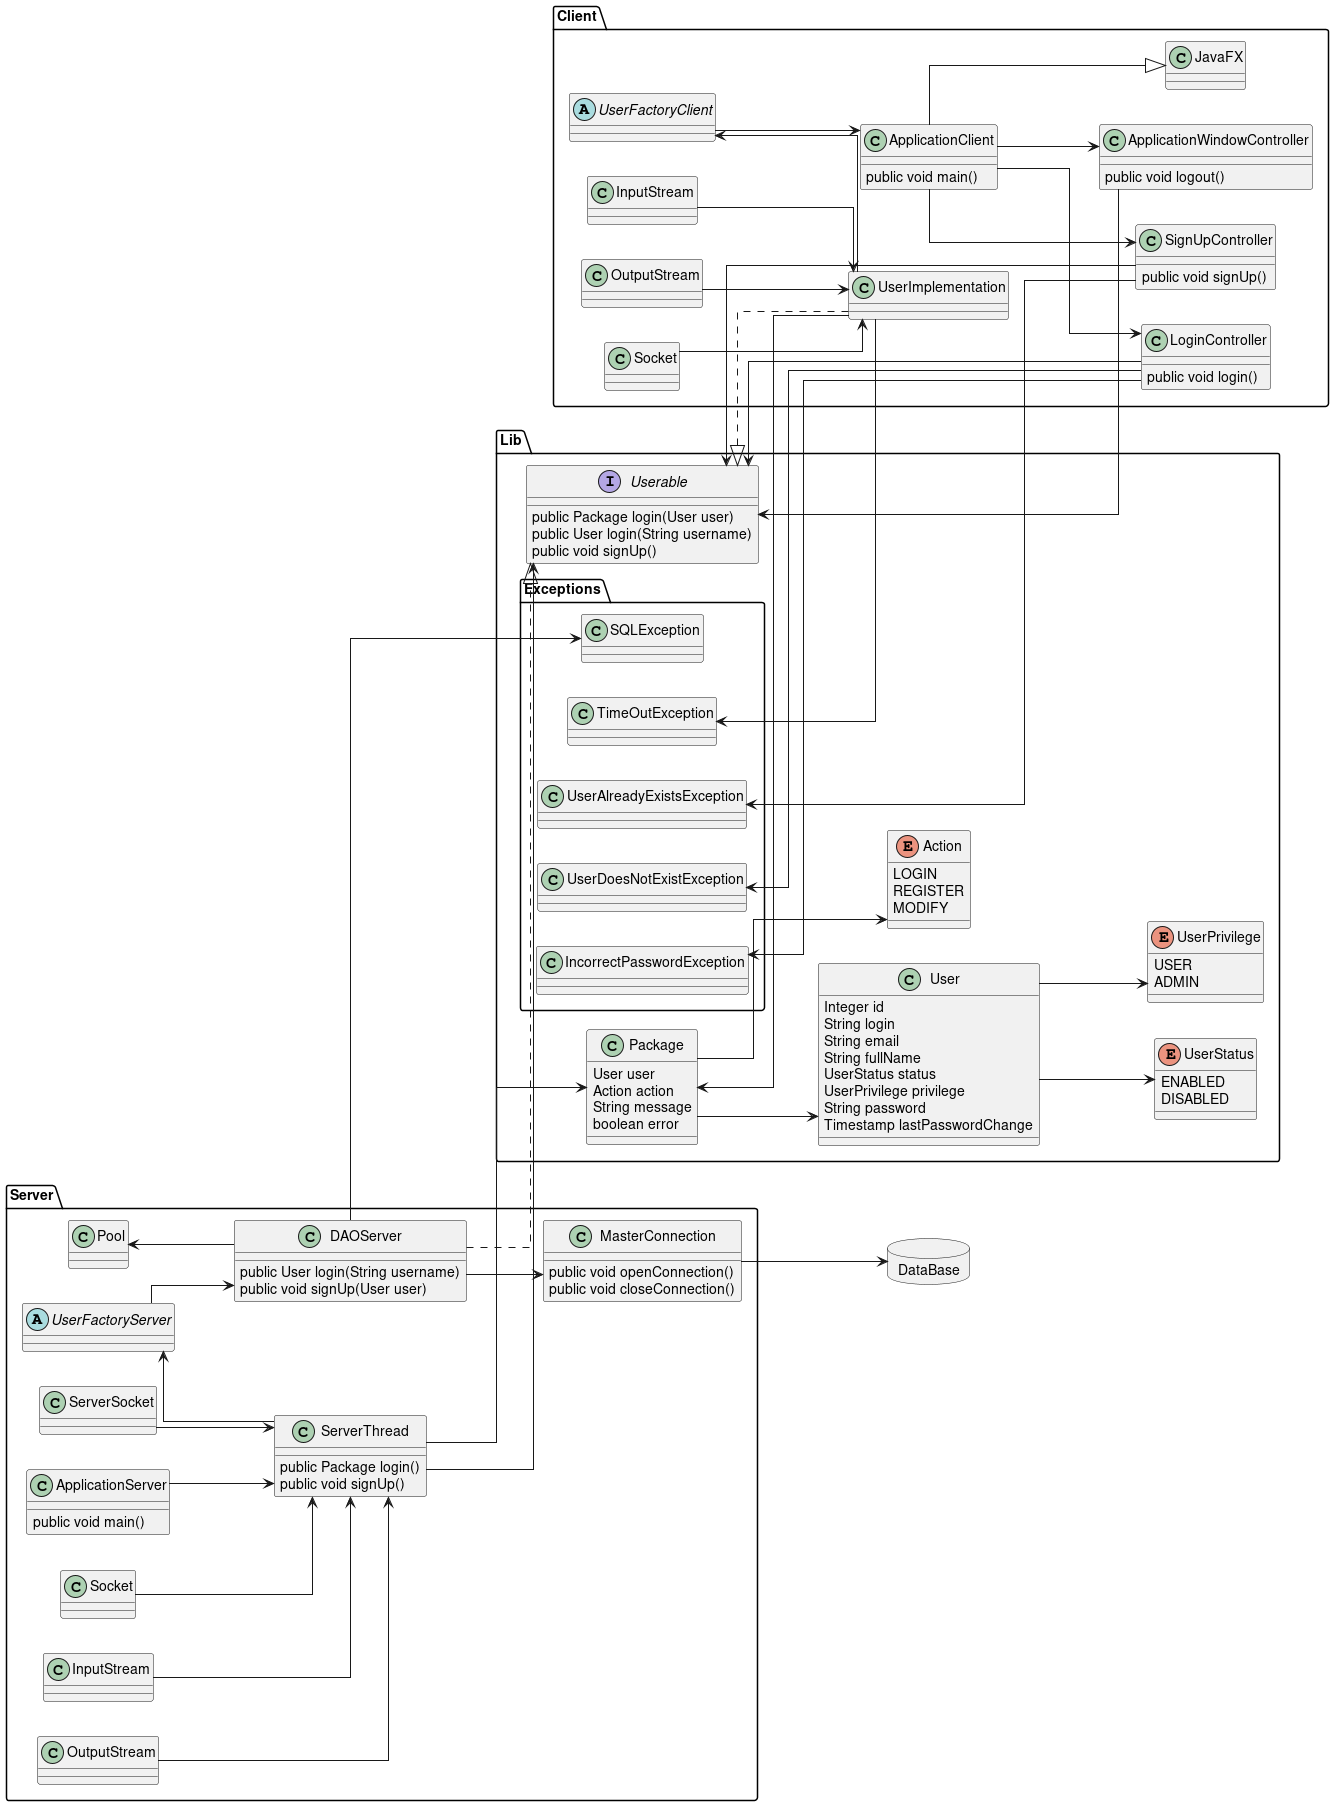 Client
C JavaFX
A UserFactoryClient
C ApplicationClient
public void main()
C ApplicationWindowController
public void logout()
C InputStream
C SignUpController
public void signUp()
C OutputStream
C UserImplementation
C Socket
C LoginController
public void login()
Lib
I Userable
public Package login(User user)
public User login(String username)
public void signUp()
Exceptions
C SQLException
C TimeOutException
C UserAlreadyExistsException
C UserDoesNotExistException
C IncorrectPasswordException
E Action
LOGIN
REGISTER
MODIFY
E UserPrivilege
USER
ADMIN
C User
Integer id
String login
String email
String fullName
UserStatus status
UserPrivilege privilege
String password
Timestamp lastPasswordChange
E UserStatus
ENABLED
DISABLED
C Package
User user
Action action
String message
boolean error
Server
C Pool
C DAOServer
public User login(String username)
public void signUp(User user)
C MasterConnection
public void openConnection()
public void closeConnection()
DataBase
A UserFactoryServer
C ServerSocket
C ServerThread
public Package login()
public void signUp()
C ApplicationServer
public void main()
C Socket
C InputStream
C OutputStream